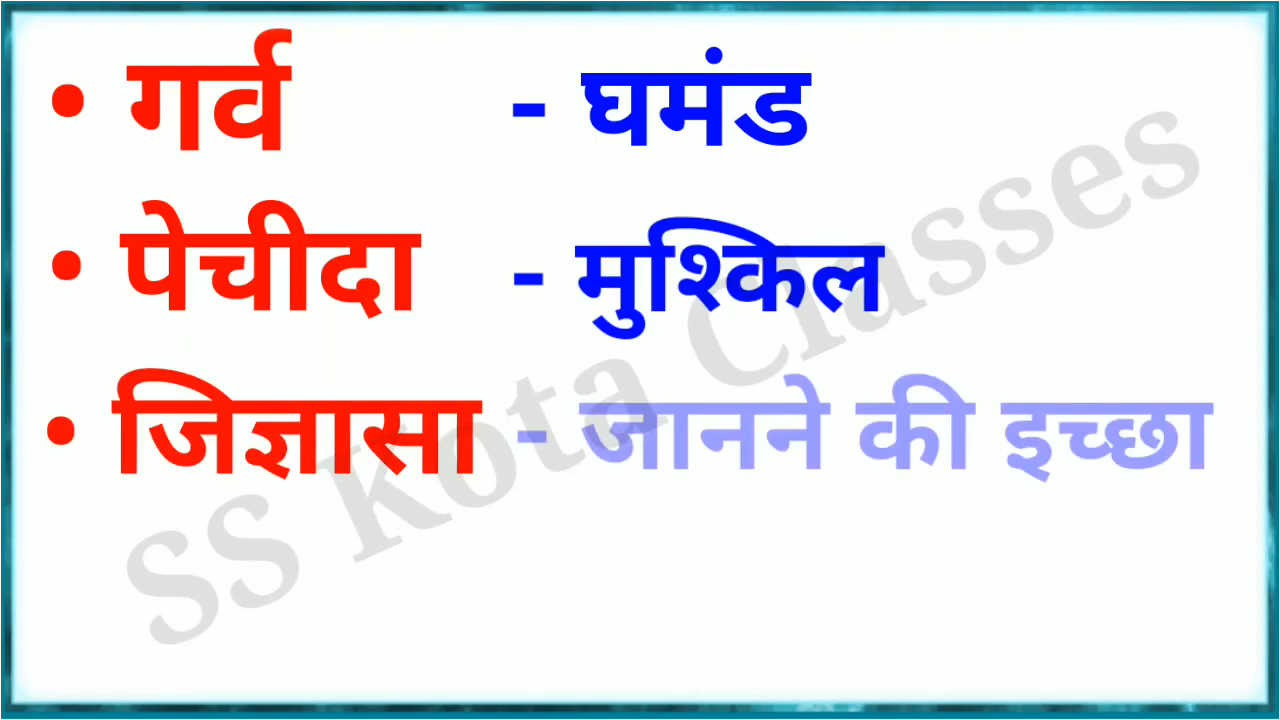 • गर्व - घमंड
• पेचीदा - मुश्किल
• जिज्ञासा - जानने की इच्छा
SS Kota Classes